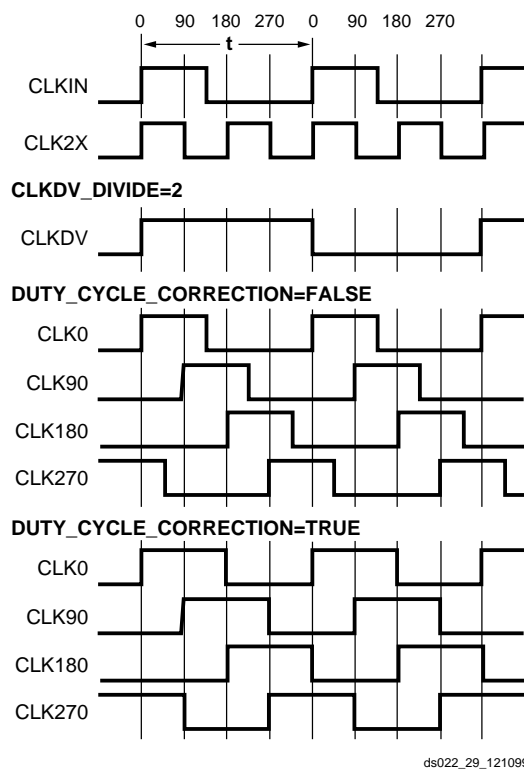 0 90 180 270 0 90 180 270
t
CLKIN
CLK2X
CLKDV_DIVIDE=2
CLKDV
DUTY_CYCLE_CORRECTION=FALSE
CLK0
CLK90
CLK180
CLK270
DUTY_CYCLE_CORRECTION=TRUE
CLK0
CLK90
CLK180
CLK270
ds022_29_121099